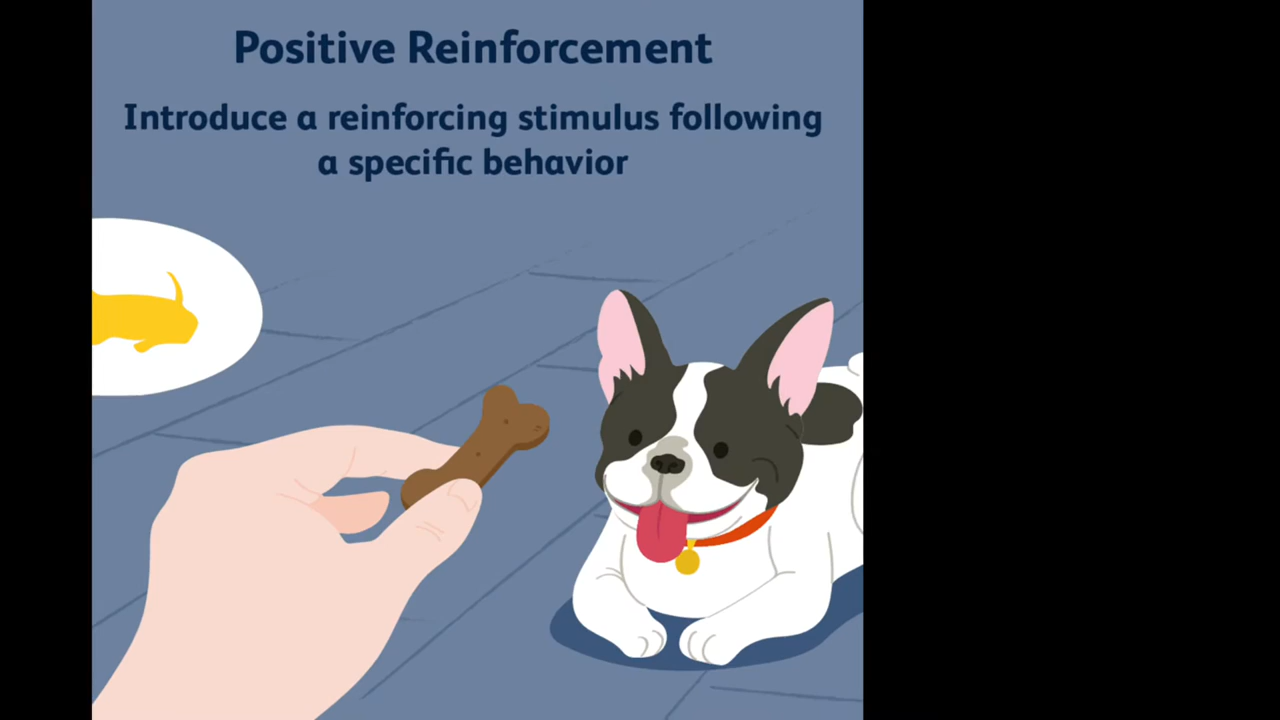 Positive Reinforcement
Introduce a reinforcing stimulus following
a specific behavior